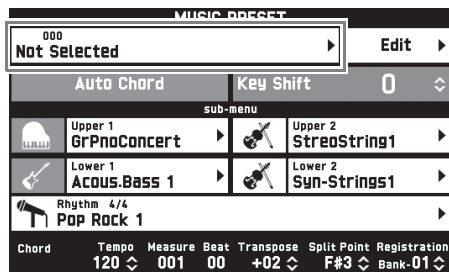 MUSIC PRESET
000
Not Selected
Edit
Auto Chord Key Shift 0
sub-menu
Upper 1 Upper 2
GrPnoConcert StreoString1
Lower 1 Lower 2
Acous.Bass 1 Syn-Strings1
Rhythm 4/4
Pop Rock 1
Chord Tempo Measure Beat Transpose Split Point Registration
120 001 00 +02 F#3 Bank-01